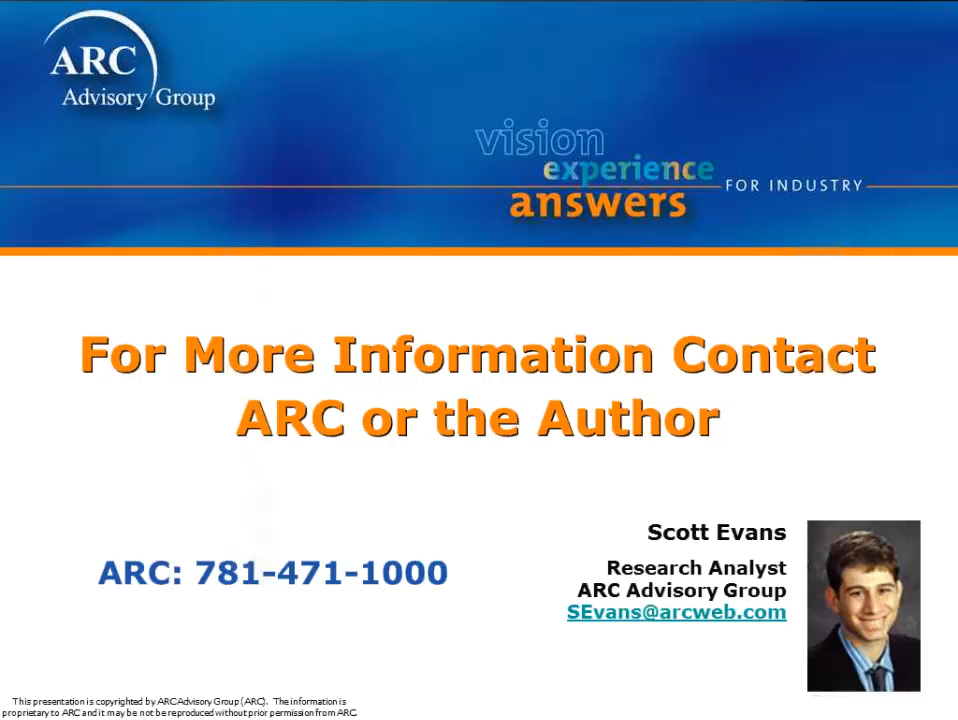 ARC
Advisory Group
vision
experience
answers
FOR INDUSTRY
For More Information Contact
ARC or the Author
ARC: 781-471-1000
Scott Evans
Research Analyst
ARC Advisory Group
SEvans@arcweb.com
This presentation is copyrighted by ARC Advisory Group (ARC). The information is
proprietary to ARC and it may be not be reproduced without prior permission from ARC.